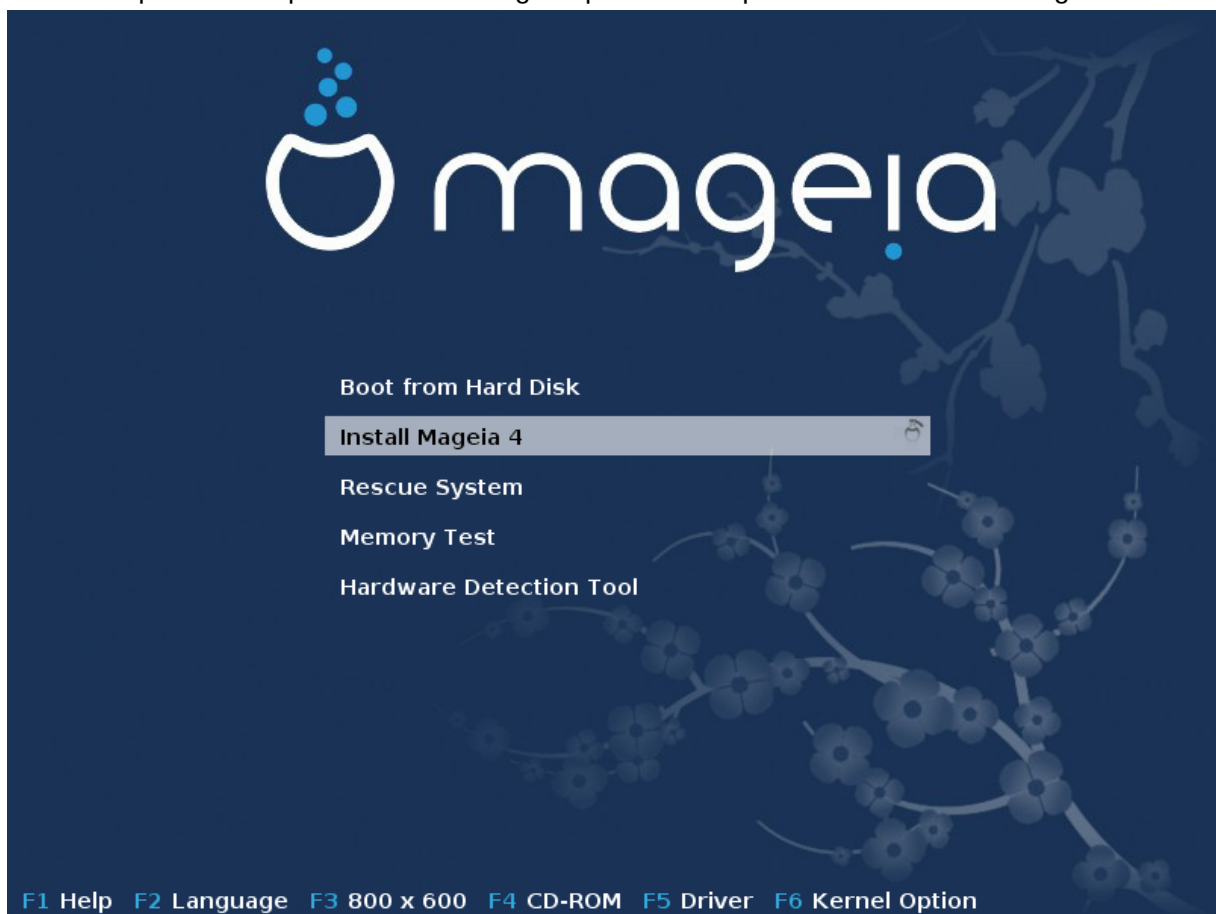 mageia
Boot from Hard Disk
Install Mageia 4
Rescue System
Memory Test
Hardware Detection Tool
F1 Help F2 Language F3 800 x 600 F4 CD-ROM F5 Driver F6 Kernel Option